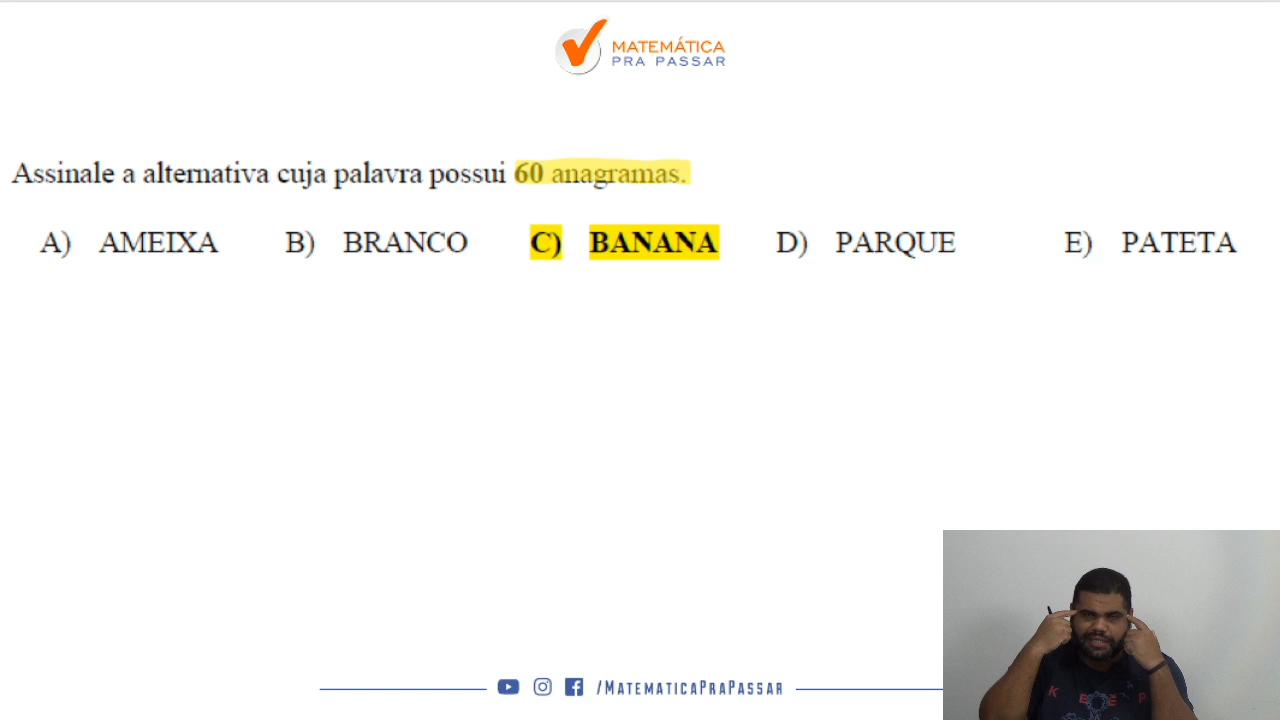 MATEMÁTICA
PRA PASSAR
Assinale a alternativa cuja palavra possui 60 anagramas.
A) AMEIXA B) BRANCO C) BANANA D) PARQUE E) PATETA
/MATEMATICAPRAPASSAR